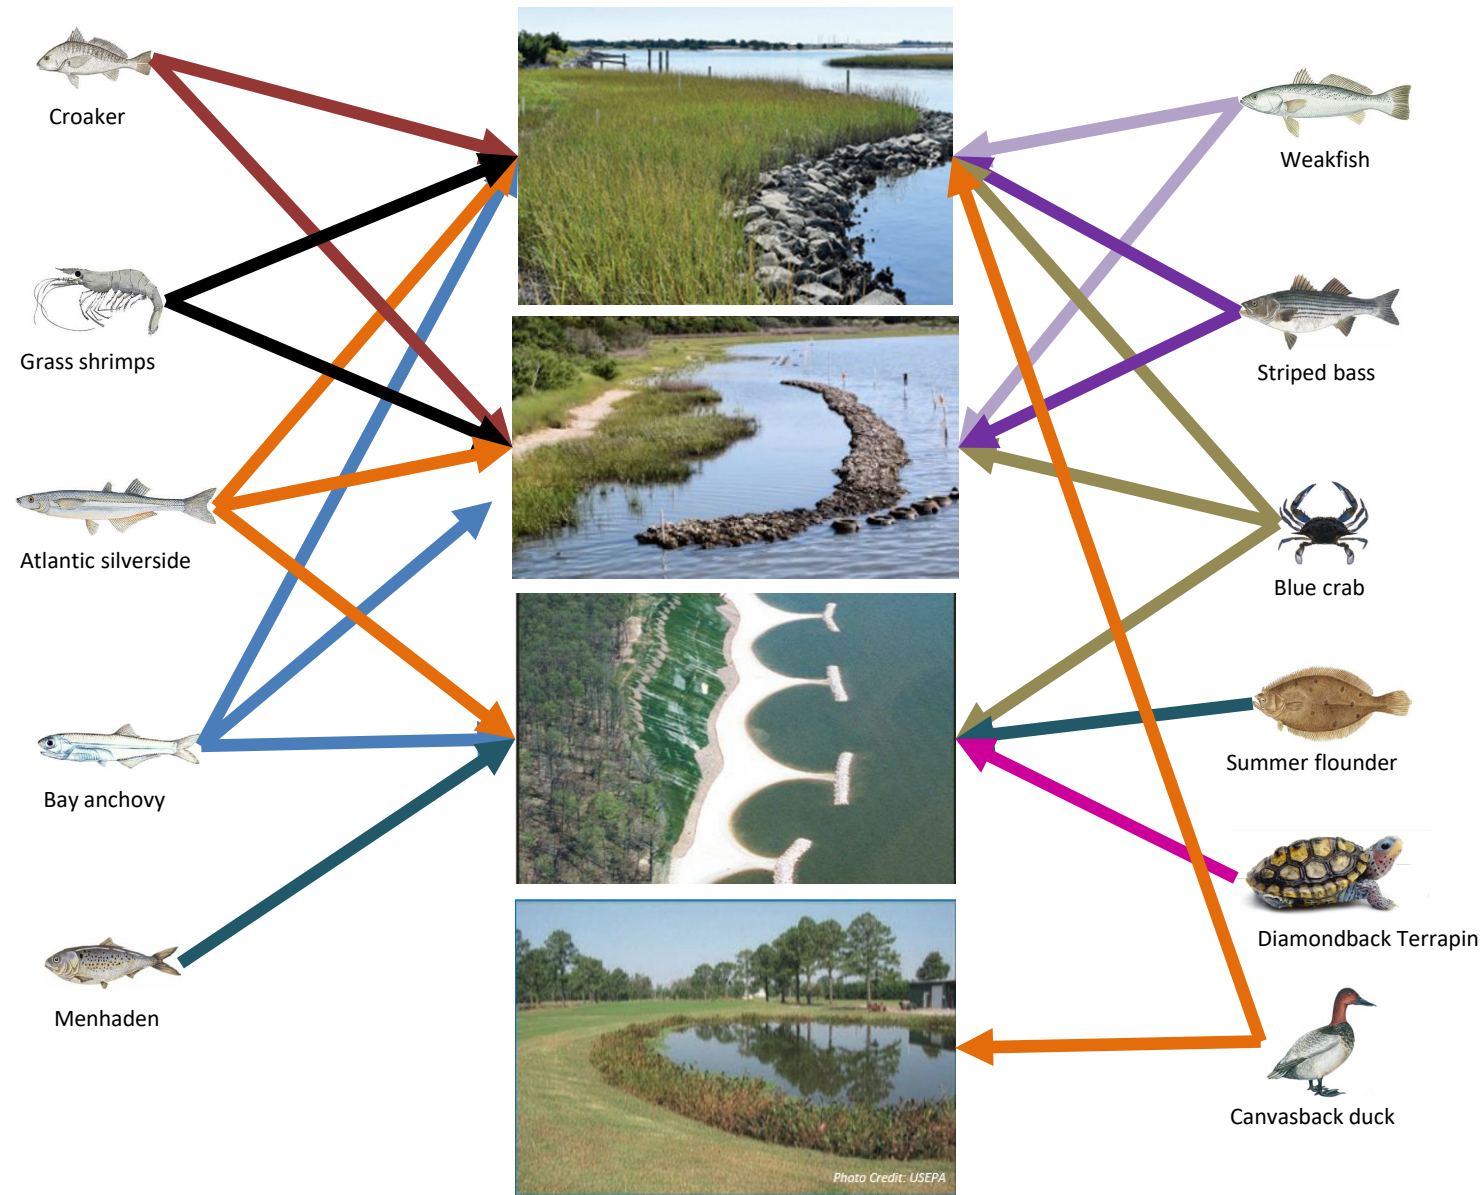 Croaker
Grass shrimps
Atlantic silverside
Bay anchovy
Menhaden
Weakfish
Striped bass
Blue crab
Summer flounder
Diamondback Terrapin
Canvasback duck
Photo Credit: USEPA